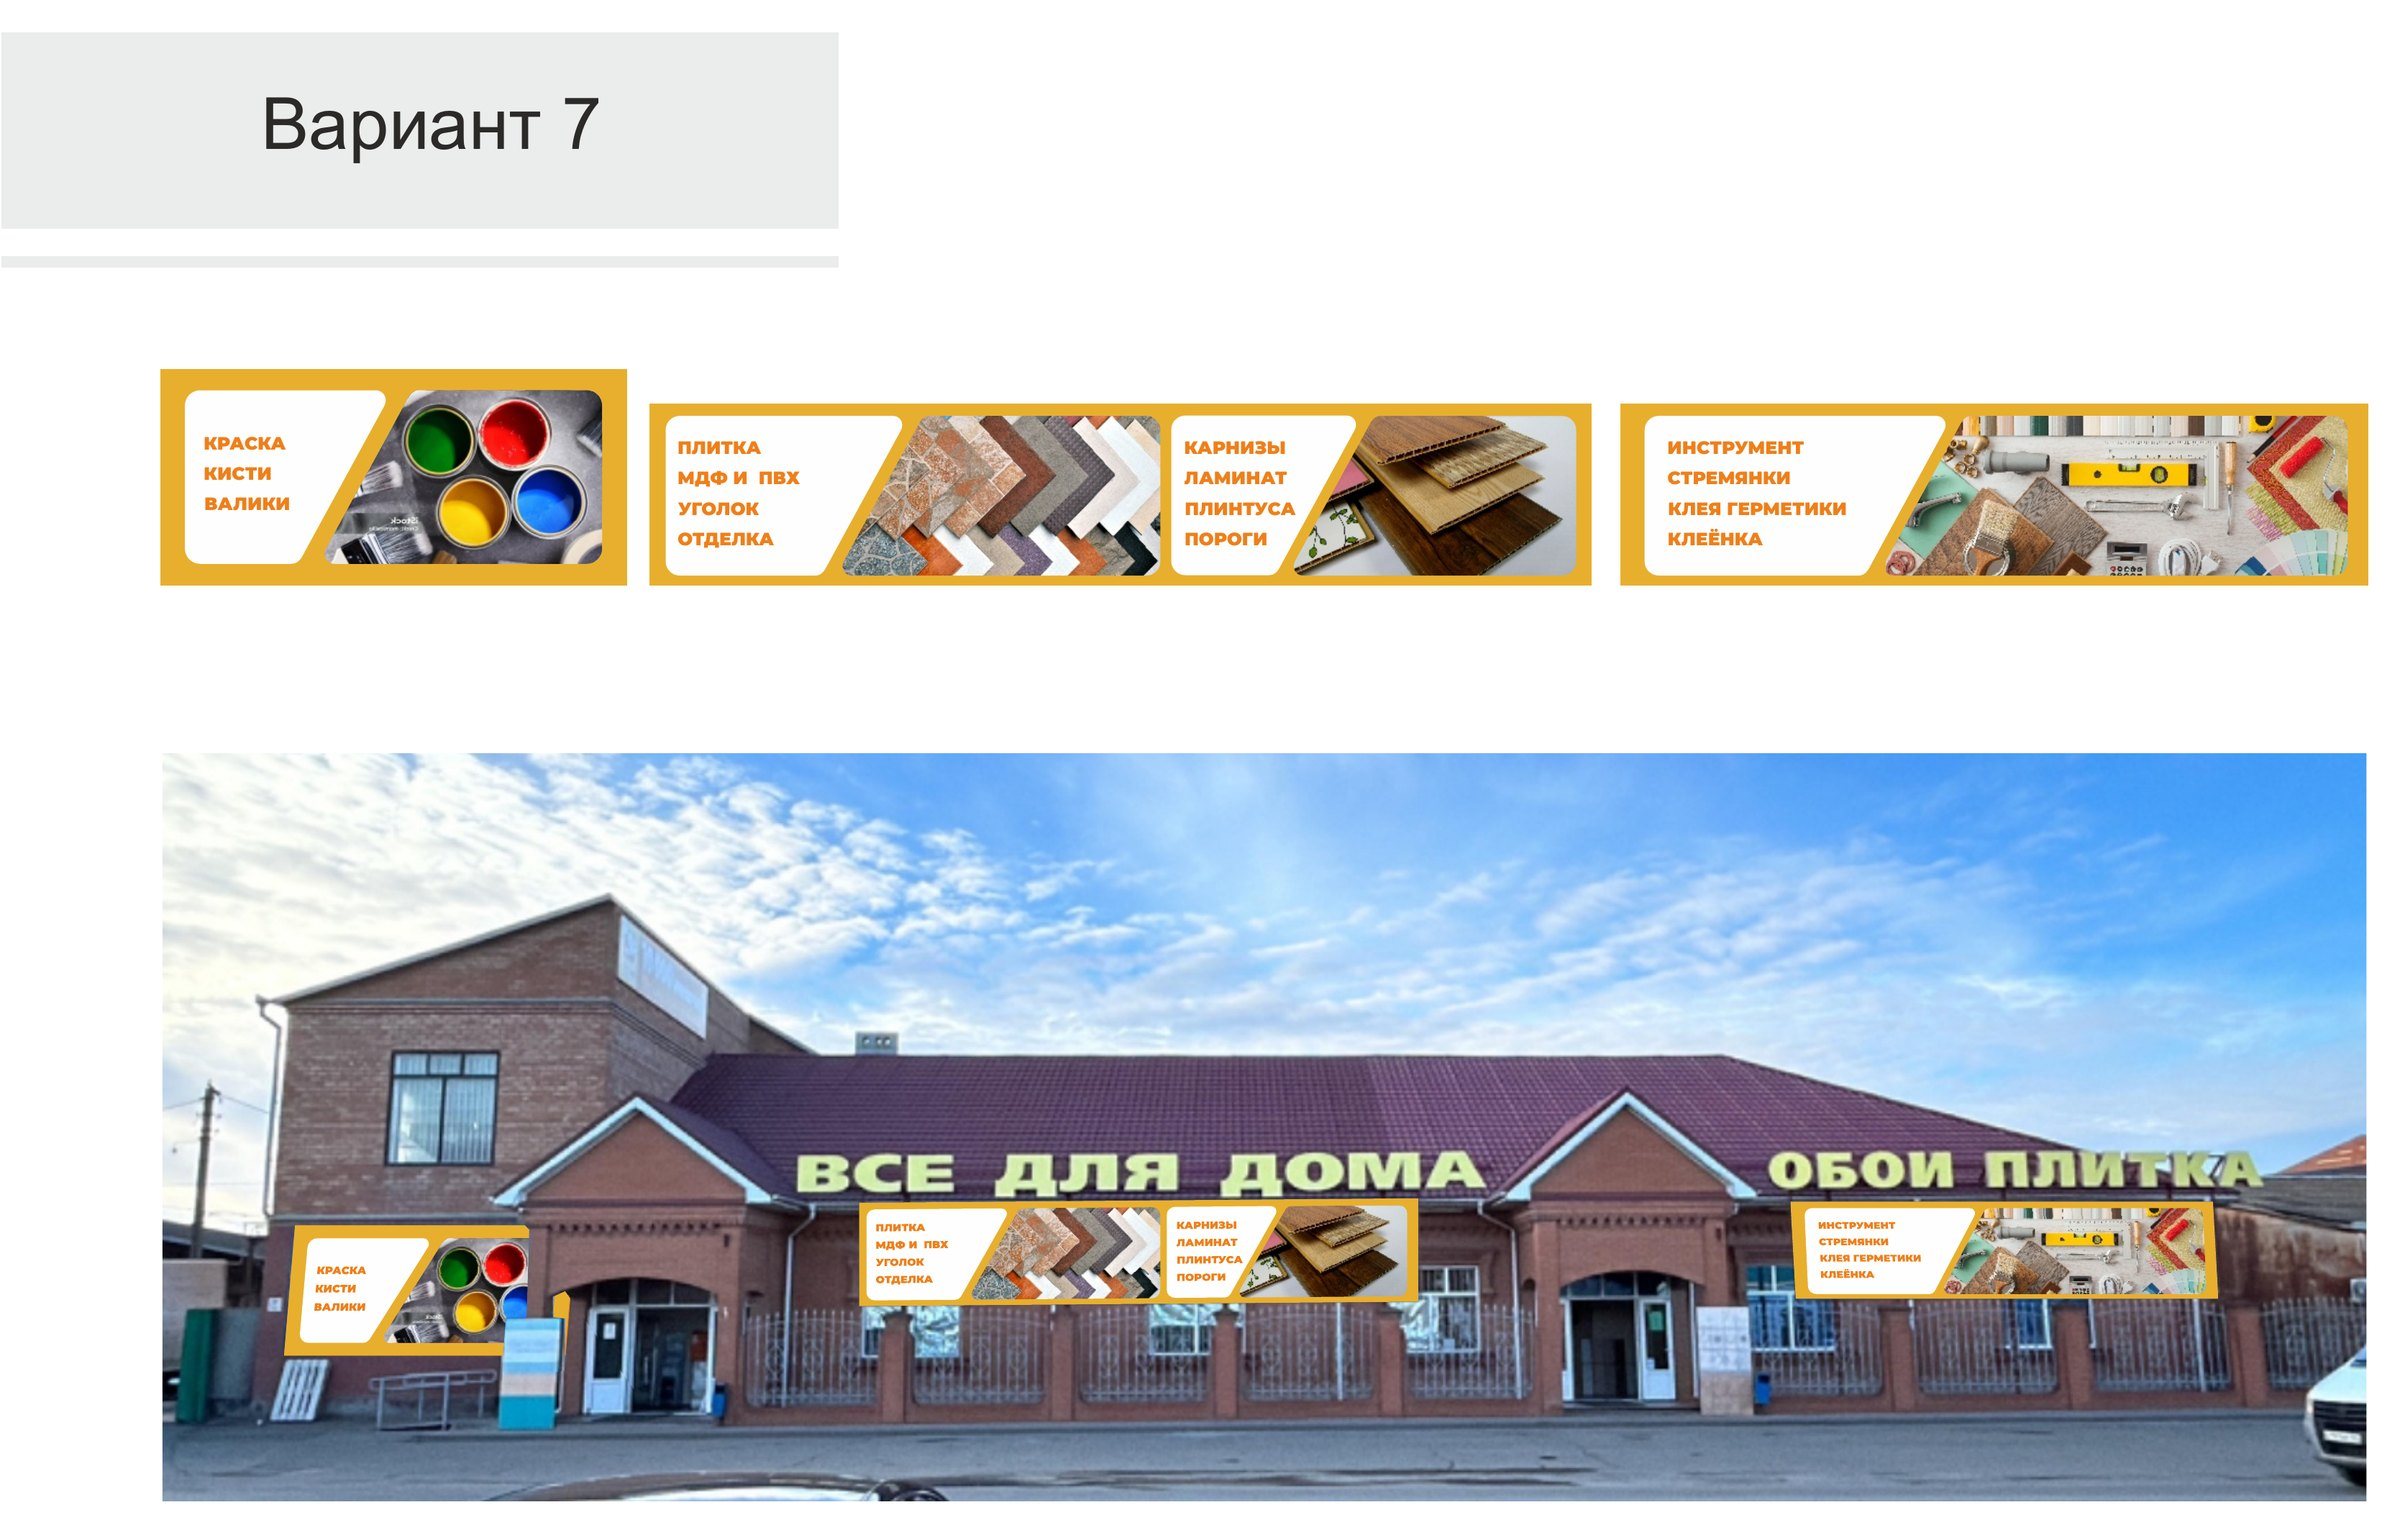 Вариант 7
КРАСКА
КИСТИ
ВАЛИКИ
iStock
ПЛИТКА
МДФ И ПВХ
УГОЛОК
ОТДЕЛКА
КАРНИЗЫ
ЛАМИНАТ
ПЛИНТУСА
ПОРОГИ
ИНСТРУМЕНТ
СТРЕМЯНКИ
КЛЕЯ ГЕРМЕТИКИ
КЛЕЁНКА
ВСЕ ДЛЯ ДОМА
ОБОИ ПЛИТКА
КРАСКА
КИСТИ
ВАЛИКИ
iStock
ПЛИТКА
МДФ И ПВХ
УГОЛОК
ОТДЕЛКА
КАРНИЗЫ
ЛАМИНАТ
ПЛИНТУСА
ПОРОГИ
ИНСТРУМЕНТ
СТРЕМЯНКИ
КЛЕЯ ГЕРМЕТИКИ
КЛЕЁНКА